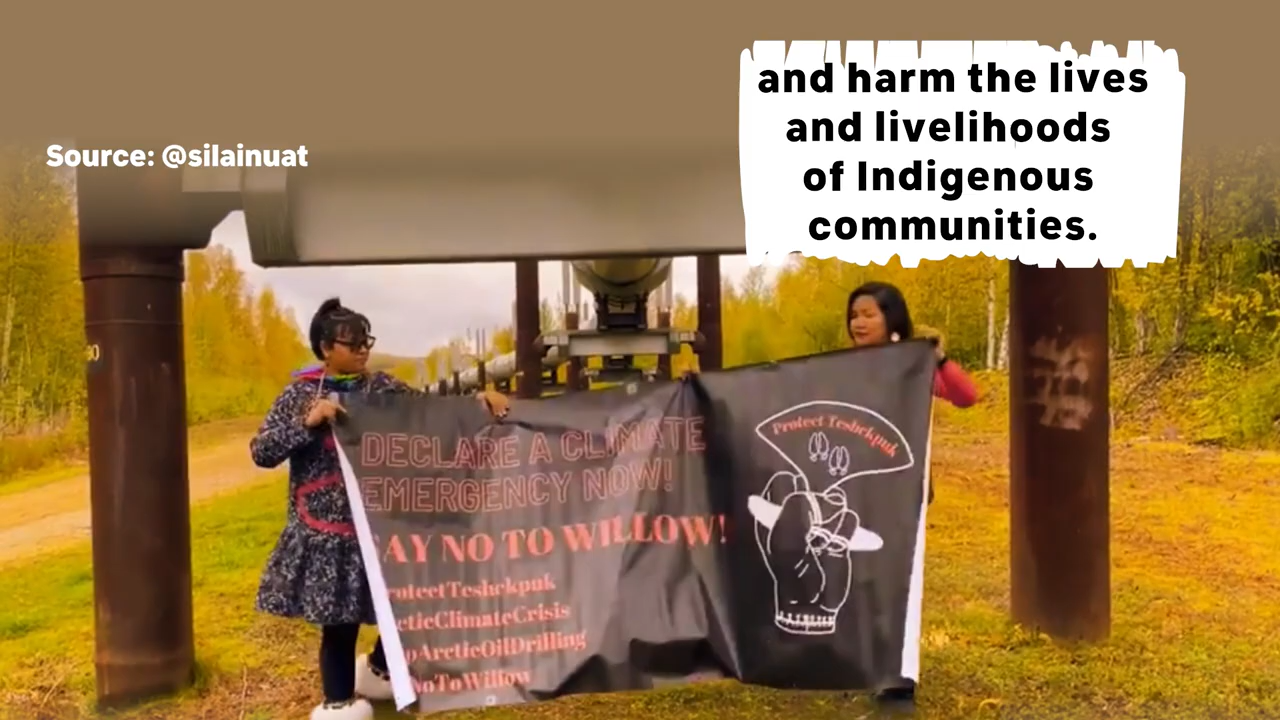 and harm the lives
and livelihoods
of Indigenous
communities.
Source: @silainuat
DECLARE A CLIMATE
EMERGENCY NOW!
AY NO TO WILLOW!
rotectTeshekpuk
cticClimateCrisis
pArcticOilDrilling
NoToWillow
Protect Teshekpuk